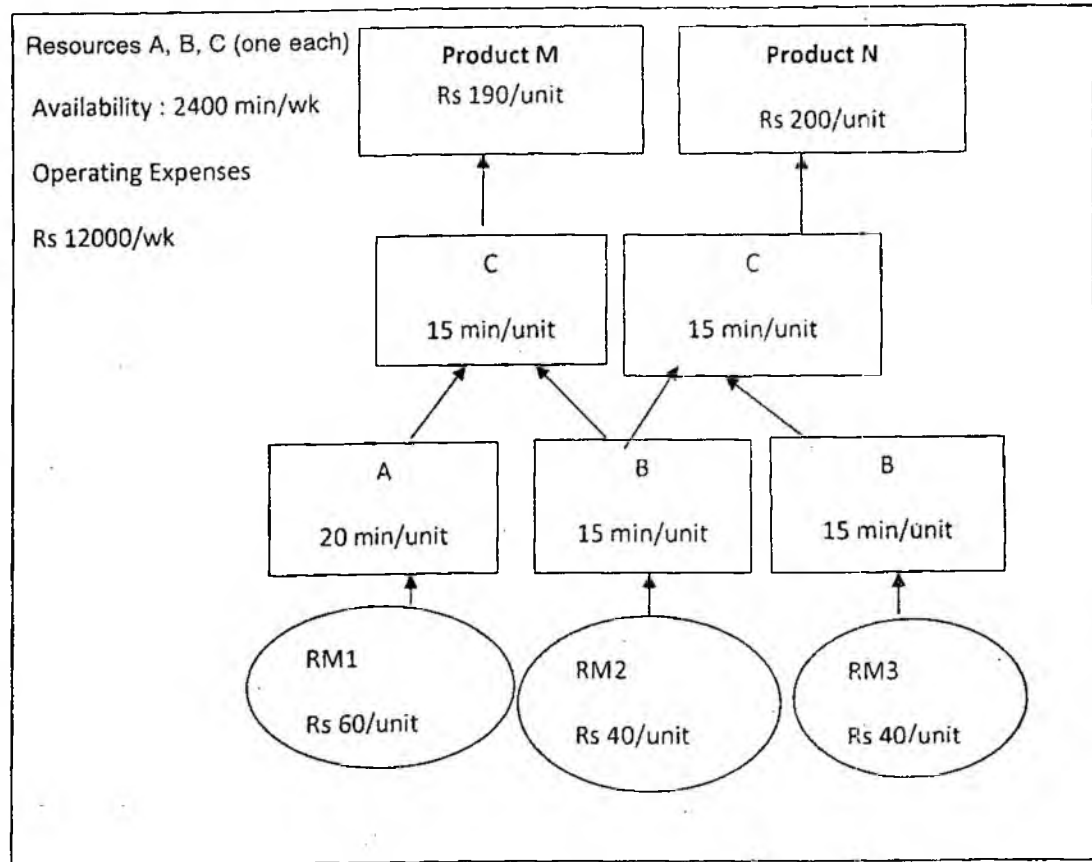 Resources A, B, C (one each)
Availability : 2400 min/wk
Operating Expenses
Rs 12000/wk
Product M
Rs 190/unit
Product N
Rs 200/unit
C
15 min/unit
C
15 min/unit
A
20 min/unit
B
15 min/unit
B
15 min/unit
RM1
Rs 60/unit
RM2
Rs 40/unit
RM3
Rs 40/unit